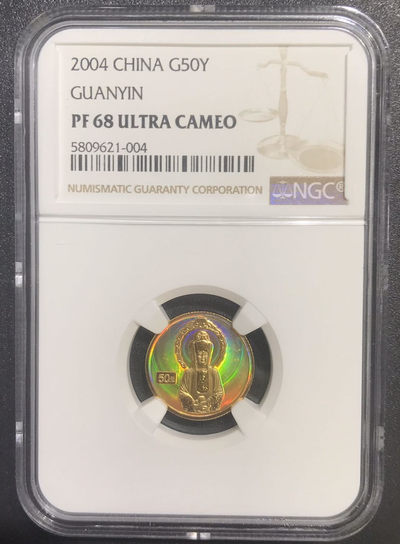 2004 CHINA G50Y
GUANYIN
PF 68 ULTRA CAMEO
5809621-004
NUMISMATIC GUARANTY CORPORATION
NGC®
50元